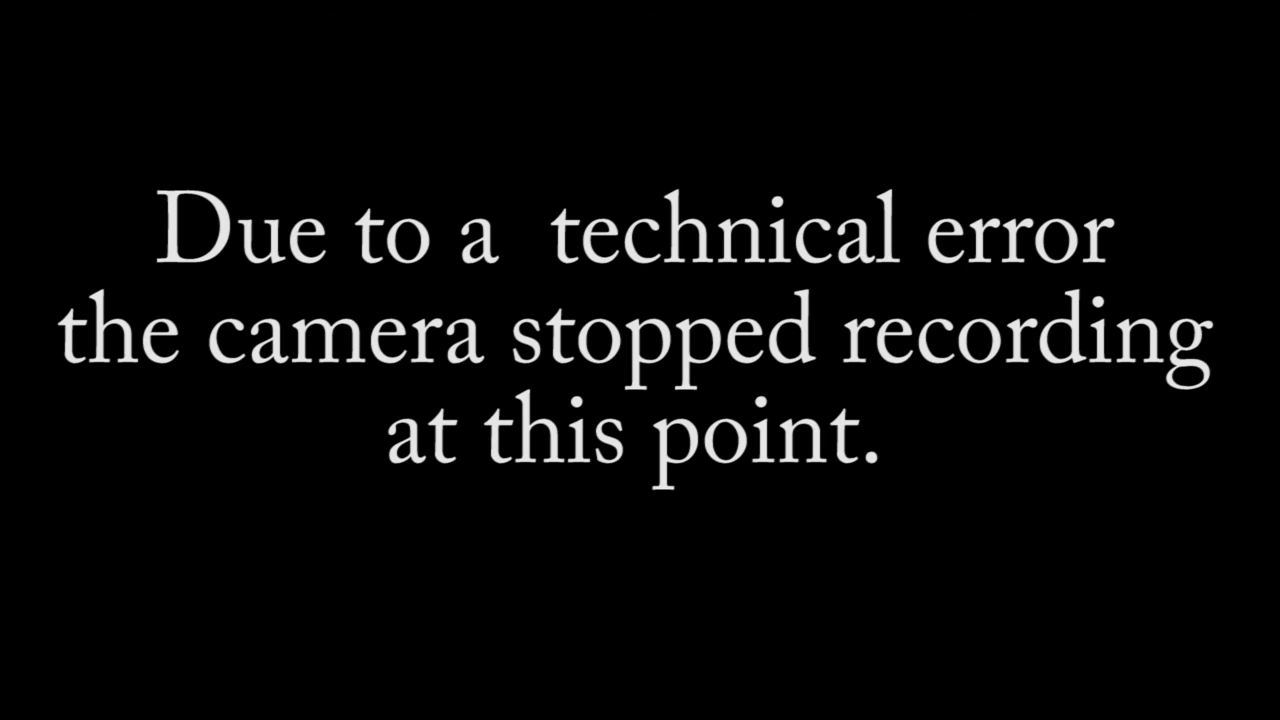 Due to a  technical error
the camera stopped recording
at this point.